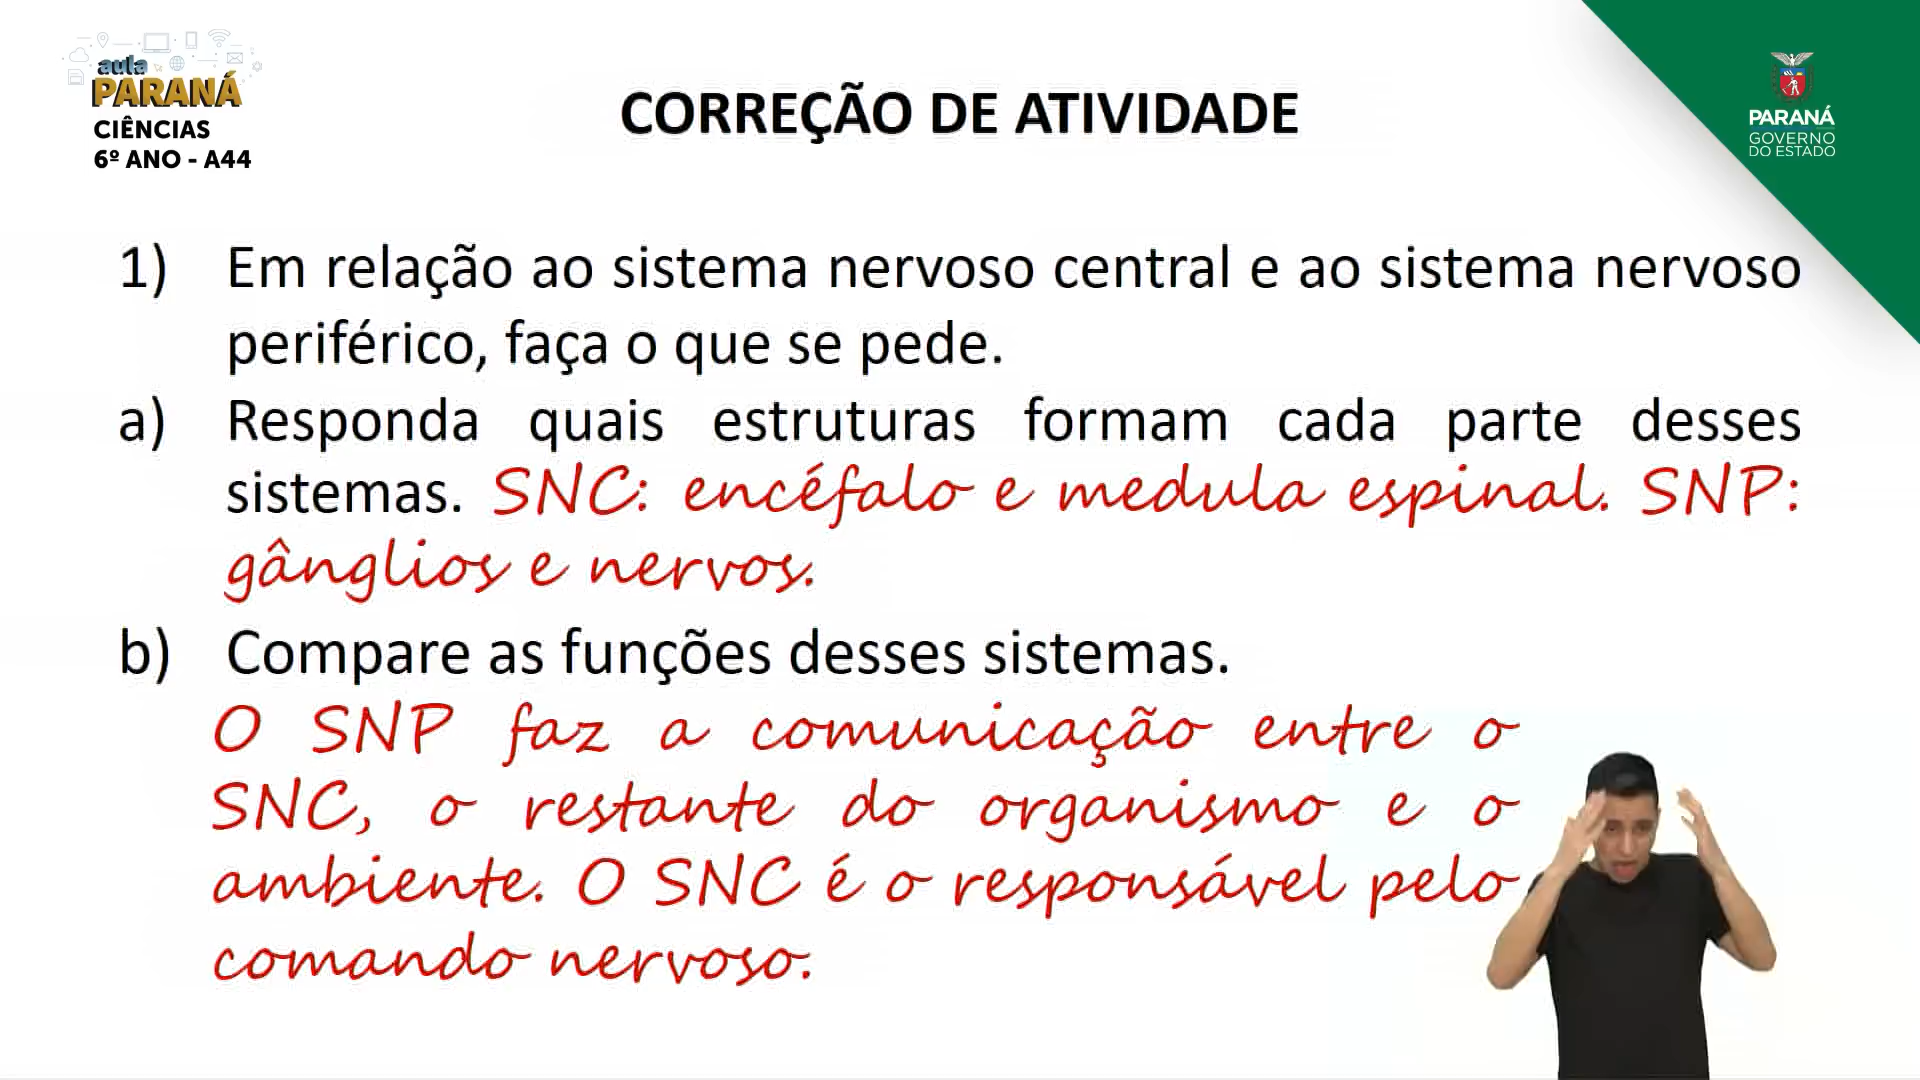 aula
PARANÁ
CIÊNCIAS
6º ANO - A44
CORREÇÃO DE ATIVIDADE
PARANÁ
GOVERNO
DO ESTADO
1) Em relação ao sistema nervoso central e ao sistema nervoso
periférico, faça o que se pede.
a) Responda quais estruturas formam cada parte desses
sistemas. SNC: encéfalo e medula espinal. SNP:
gânglios e nervos.
b) Compare as funções desses sistemas.
O SNP faz a comunicação entre o
SNC, o restante do organismo e o
ambiente. O SNC é o responsável pelo
comando nervoso.